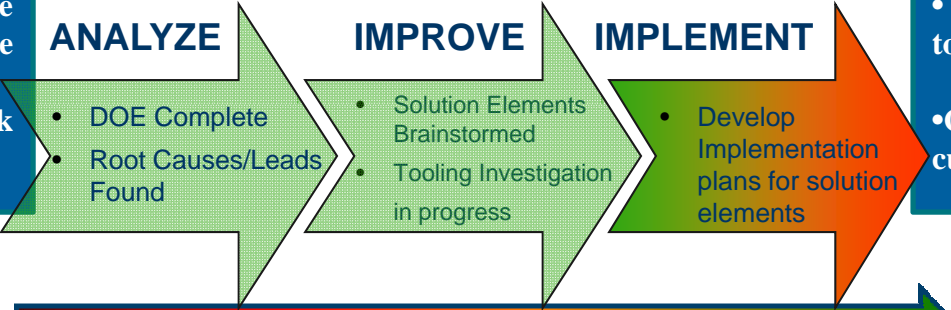 e
e
k
ANALYZE
• DOE Complete
• Root Causes/Leads
Found
IMPROVE
• Solution Elements
Brainstormed
• Tooling Investigation
in progress
IMPLEMENT
• Develop
Implementation
plans for solution
elements
•
to